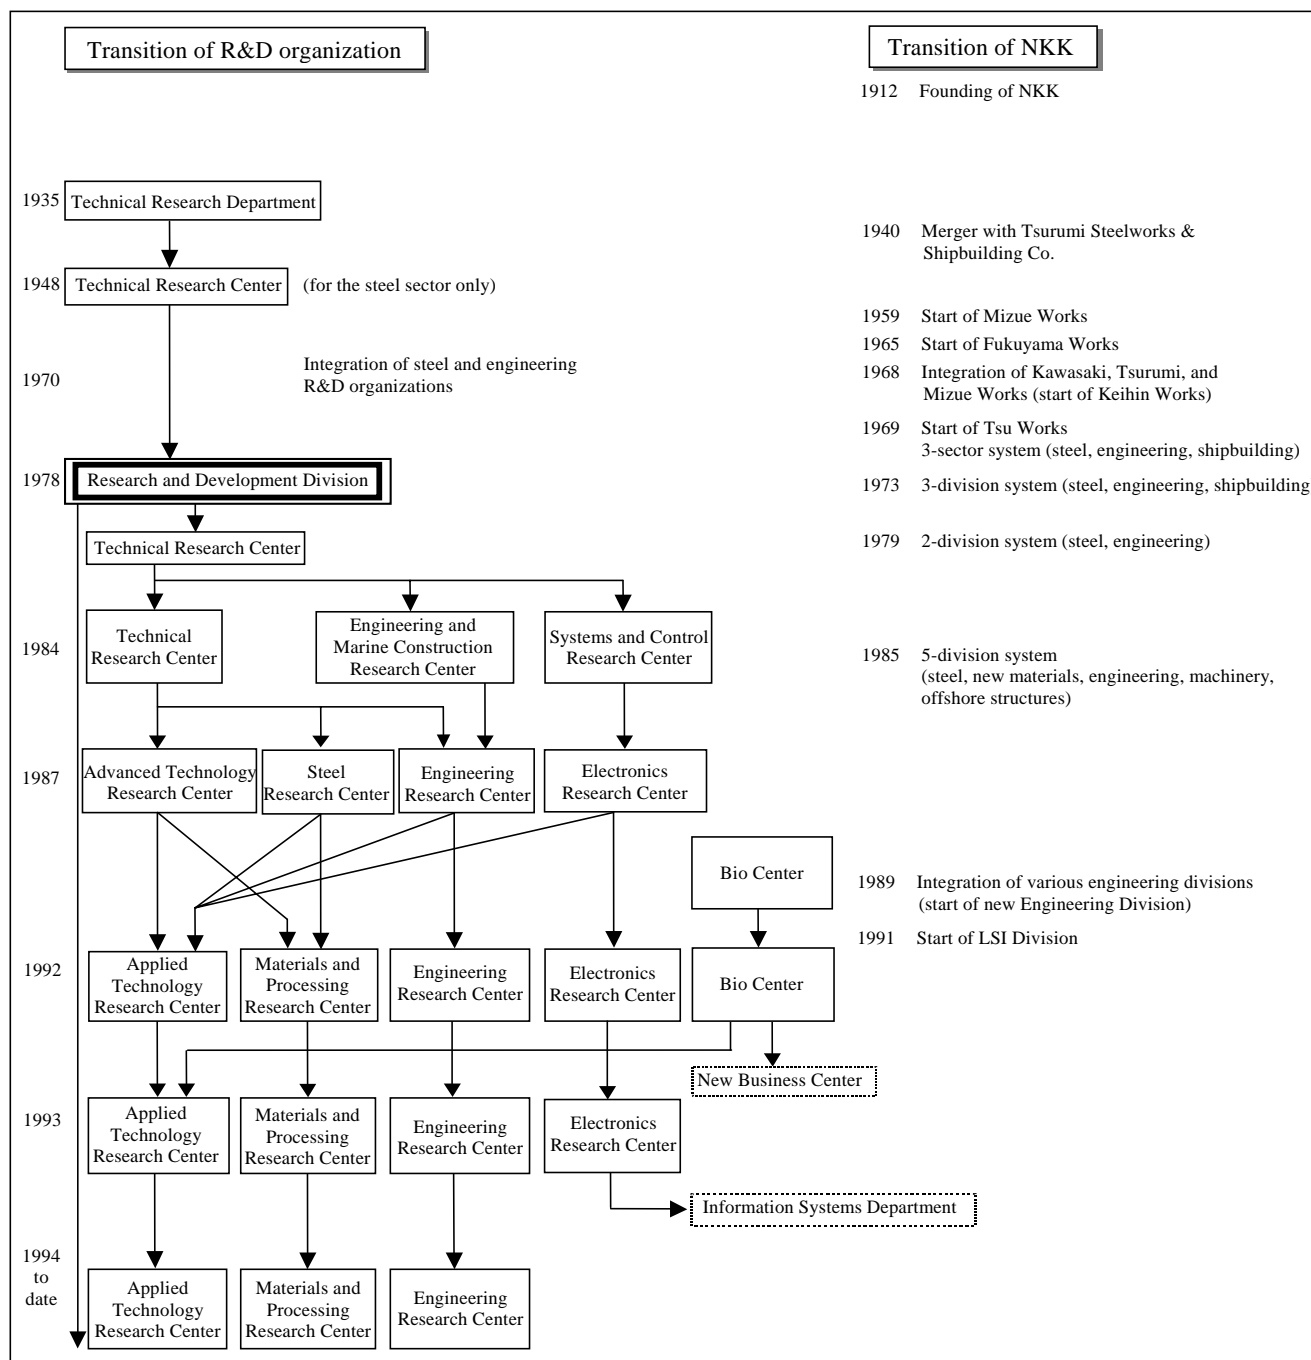 Transition of R&D organization
1935
Technical Research Department
1948
Technical Research Center
(for the steel sector only)
1970
Integration of steel and engineering
R&D organizations
1978
Research and Development Division
Technical Research Center
1984
Technical
Research Center
Engineering and
Marine Construction
Research Center
Systems and Control
Research Center
1987
Advanced Technology
Research Center
Steel
Research Center
Engineering
Research Center
Electronics
Research Center
Bio Center
1992
Applied
Technology
Research Center
Materials and
Processing
Research Center
Engineering
Research Center
Electronics
Research Center
Bio Center
New Business Center
1993
Applied
Technology
Research Center
Materials and
Processing
Research Center
Engineering
Research Center
Electronics
Research Center
Information Systems Department
1994
to
date
Applied
Technology
Research Center
Materials and
Processing
Research Center
Engineering
Research Center
Transition of NKK
1912 Founding of NKK
1940 Merger with Tsurumi Steelworks &
Shipbuilding Co.
1959 Start of Mizue Works
1965 Start of Fukuyama Works
1968 Integration of Kawasaki, Tsurumi, and
Mizue Works (start of Keihin Works)
1969 Start of Tsu Works
3-sector system (steel, engineering, shipbuilding)
1973 3-division system (steel, engineering, shipbuilding
1979 2-division system (steel, engineering)
1985 5-division system
(steel, new materials, engineering, machinery,
offshore structures)
1989 Integration of various engineering divisions
(start of new Engineering Division)
1991 Start of LSI Division